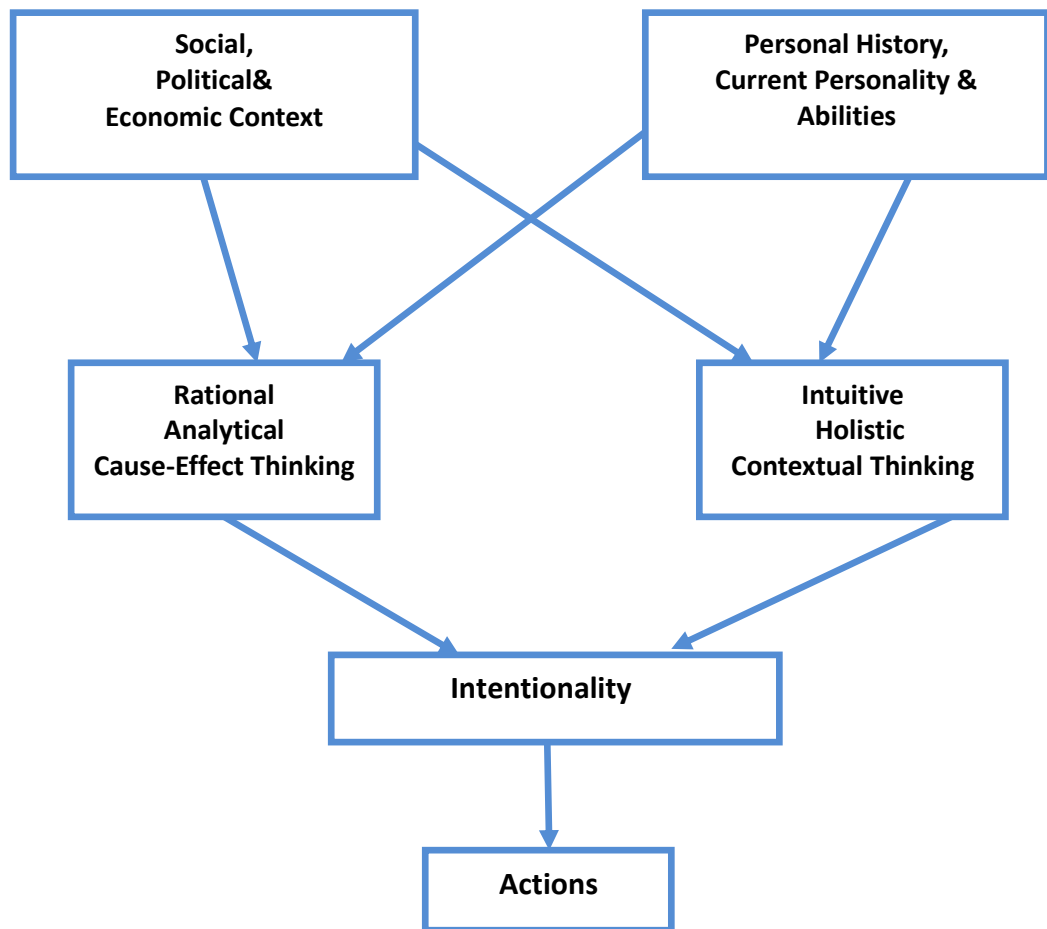 Social,
Political&
Economic Context
Personal History,
Current Personality &
Abilities
Rational
Analytical
Cause-Effect Thinking
Intuitive
Holistic
Contextual Thinking
Intentionality
Actions